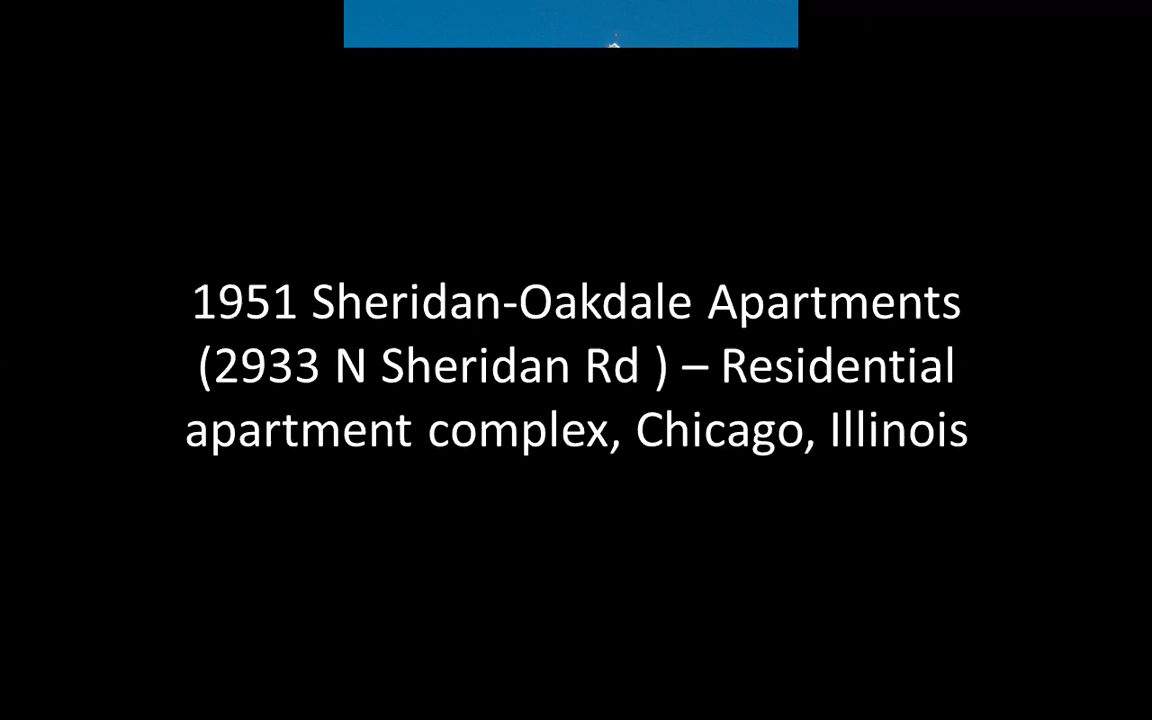 1951 Sheridan-Oakdale Apartments
(2933 N Sheridan Rd ) – Residential
apartment complex, Chicago, Illinois